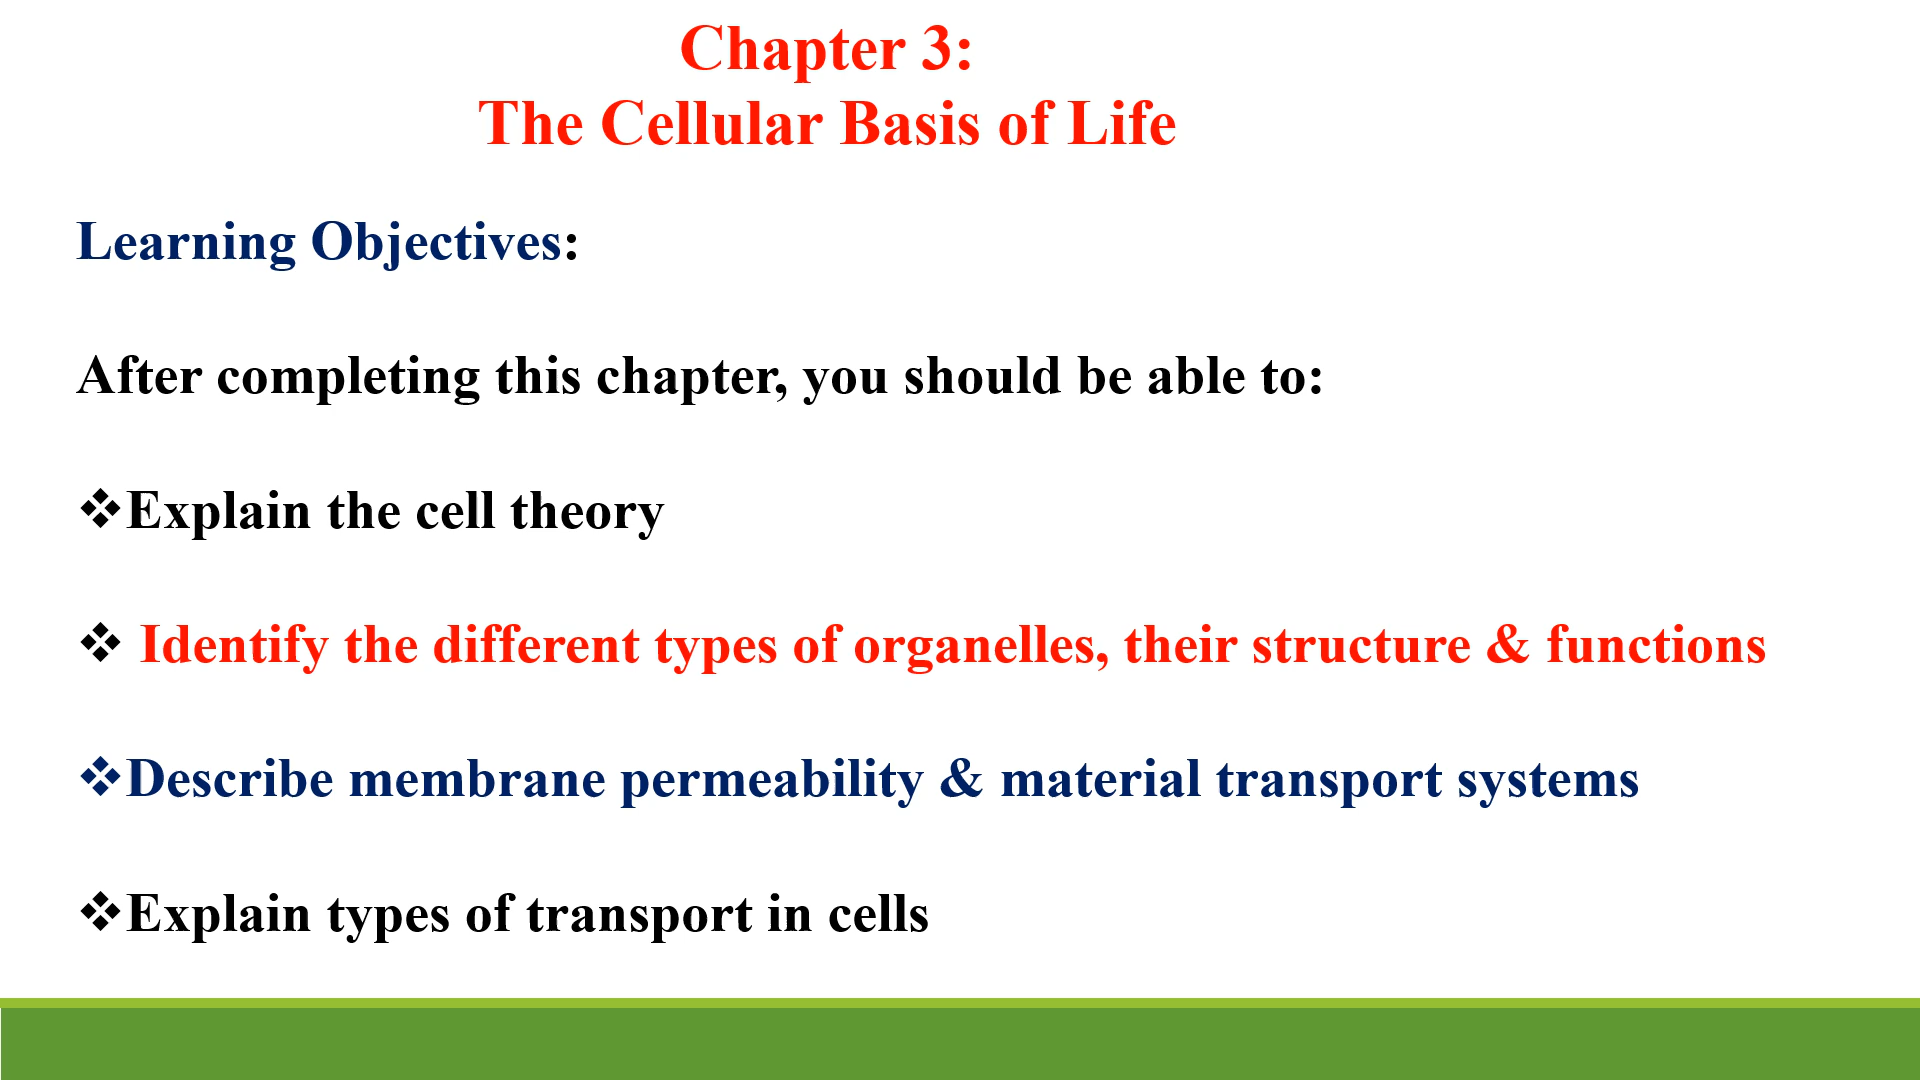 Chapter 3:
The Cellular Basis of Life
Learning Objectives:
After completing this chapter, you should be able to:
❖Explain the cell theory
❖ Identify the different types of organelles, their structure & functions
❖Describe membrane permeability & material transport systems
❖Explain types of transport in cells